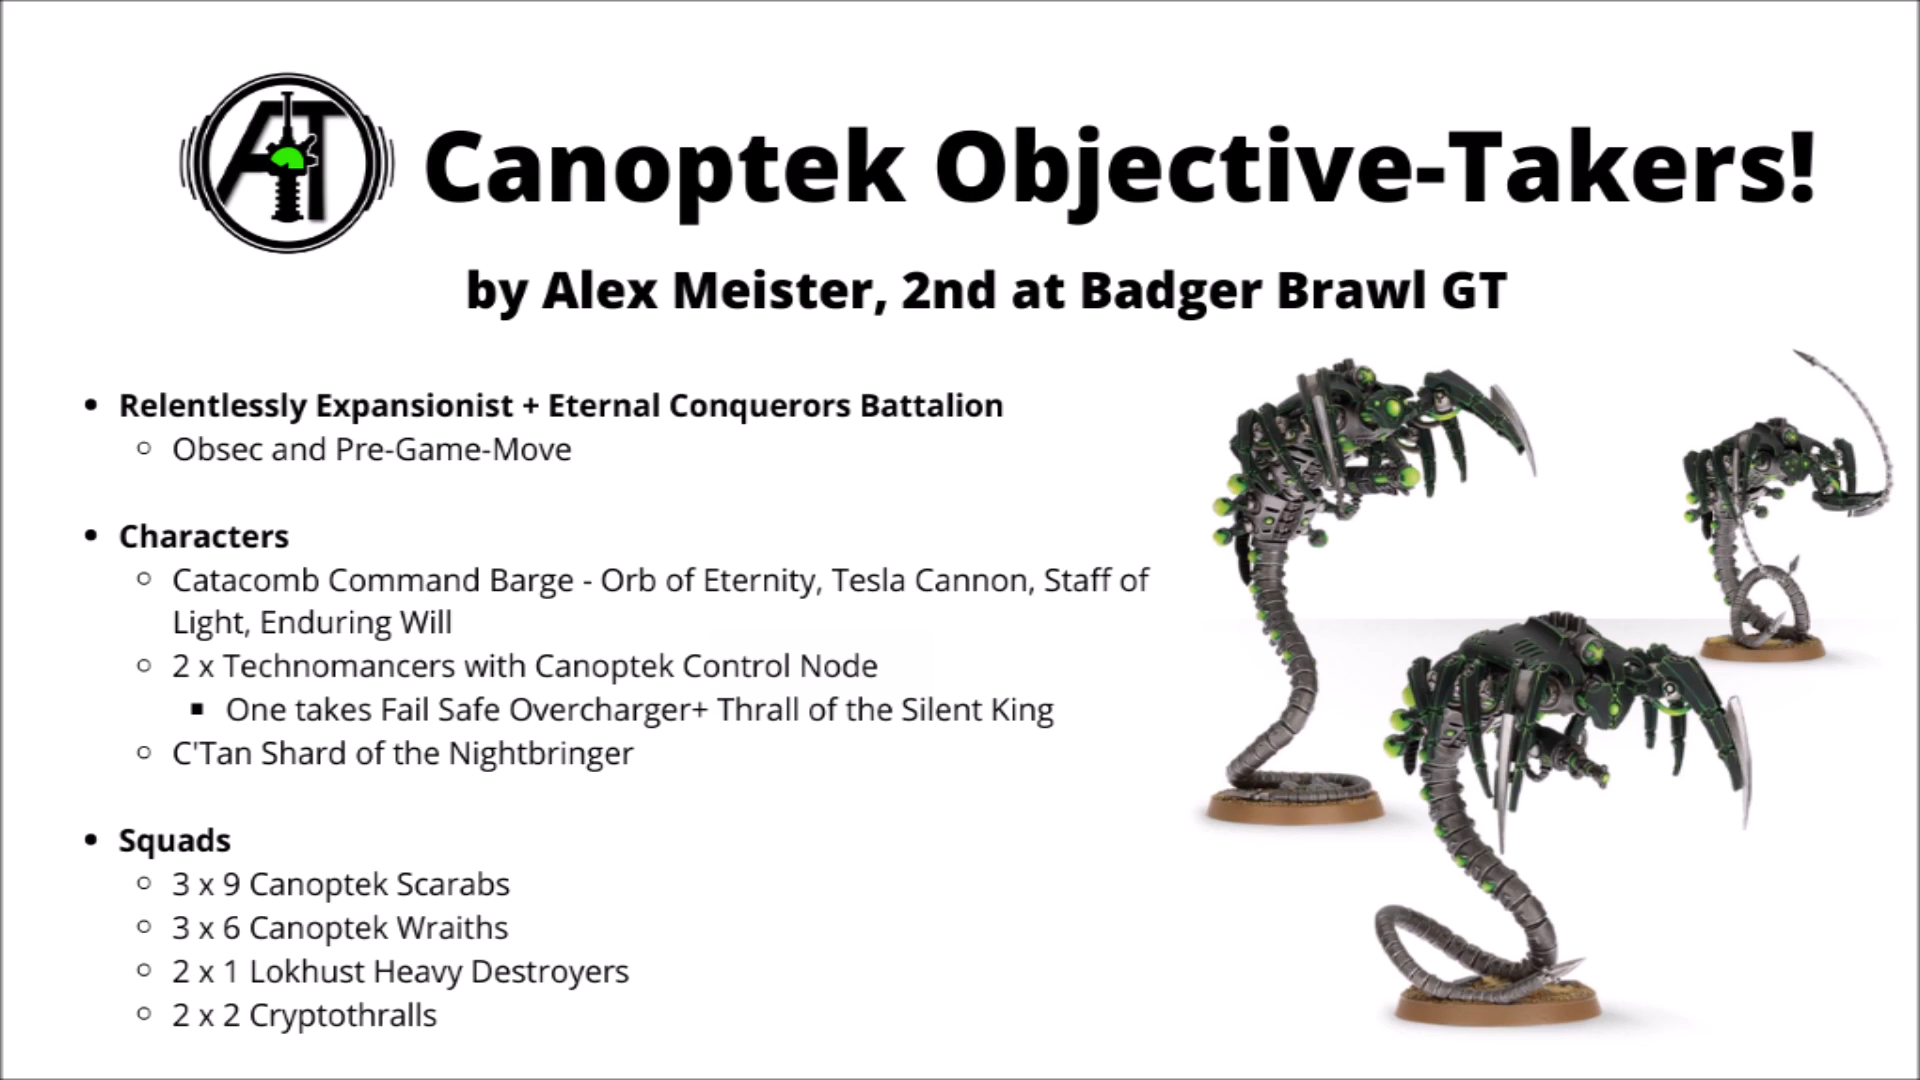 AT
Canoptek Objective-Takers!
by Alex Meister, 2nd at Badger Brawl GT
• Relentlessly Expansionist + Eternal Conquerors Battalion
○ Obsec and Pre-Game-Move
• Characters
○ Catacomb Command Barge - Orb of Eternity, Tesla Cannon, Staff of
Light, Enduring Will
○ 2 x Technomancers with Canoptek Control Node
▪ One takes Fail Safe Overcharger+ Thrall of the Silent King
○ C'Tan Shard of the Nightbringer
• Squads
○ 3 x 9 Canoptek Scarabs
○ 3 x 6 Canoptek Wraiths
○ 2 x 1 Lokhust Heavy Destroyers
○ 2 x 2 Cryptothralls